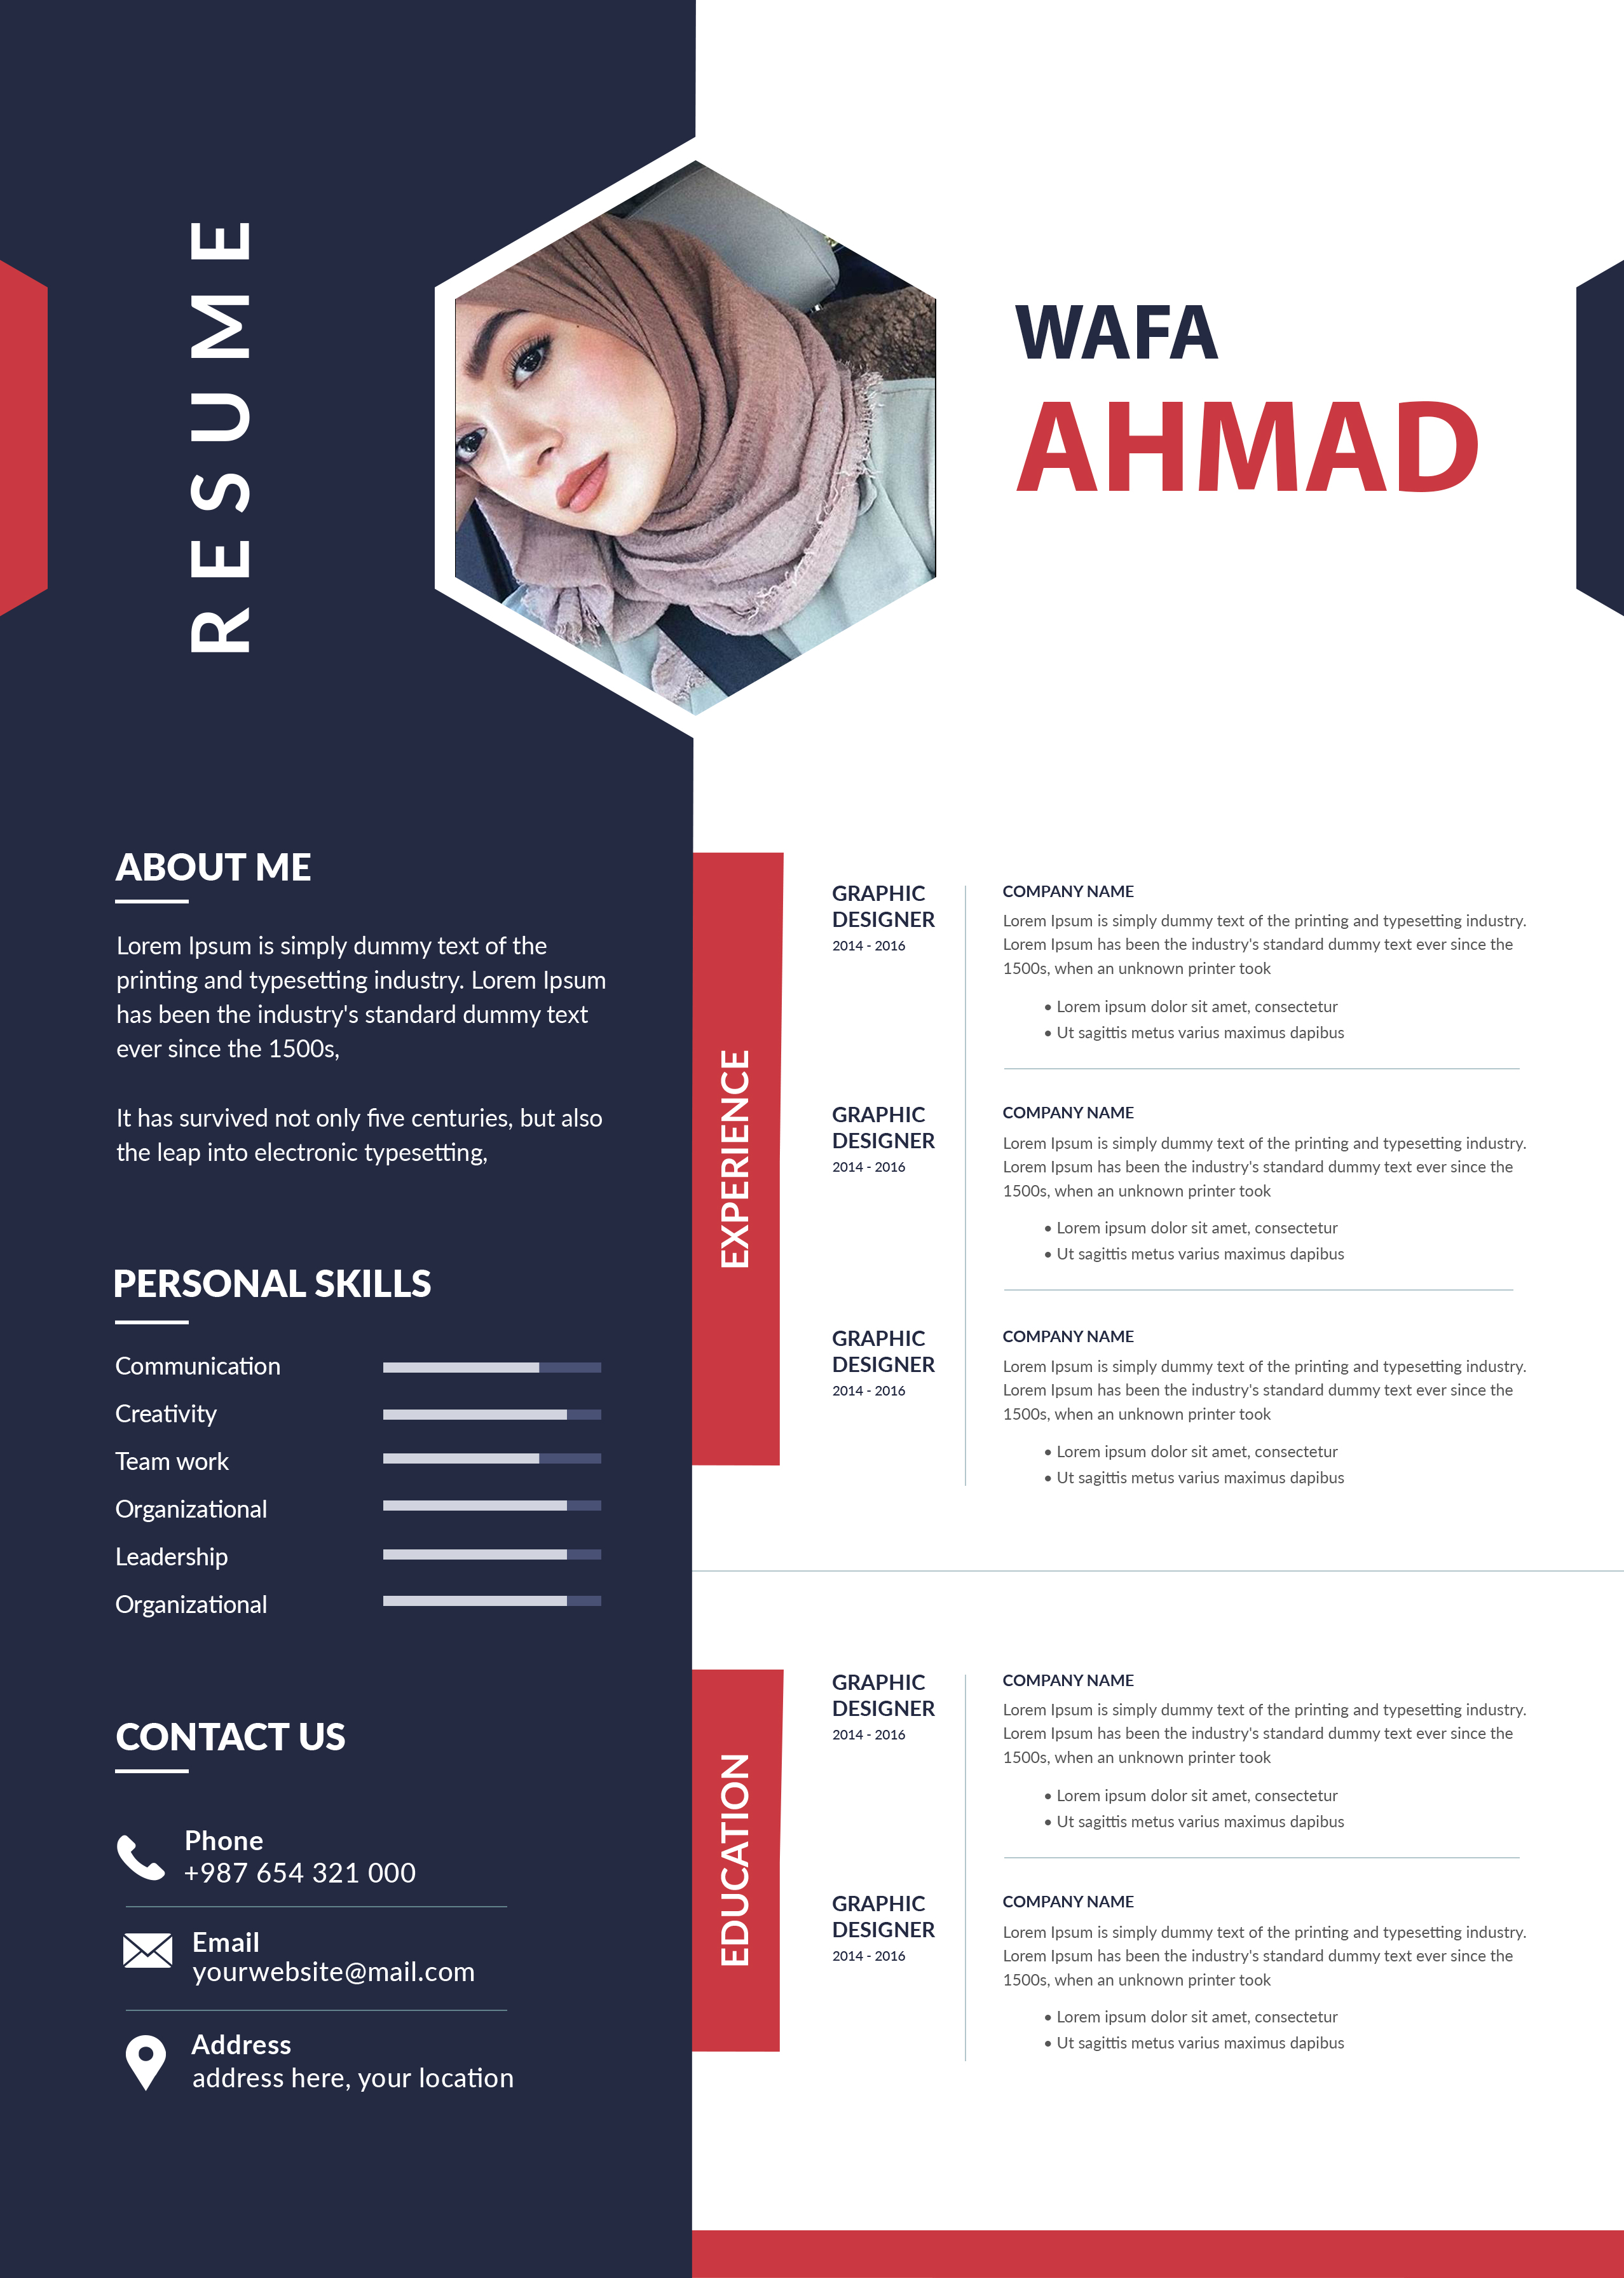 RESUME
WAFA
AHMAD
ABOUT ME
Lorem Ipsum is simply dummy text of the
printing and typesetting industry. Lorem Ipsum
has been the industry's standard dummy text
ever since the 1500s,
It has survived not only five centuries, but also
the leap into electronic typesetting,
PERSONAL SKILLS
Communication
Creativity
Team work
Organizational
Leadership
Organizational
CONTACT US
Phone
+987 654 321 000
Email
yourwebsite@mail.com
Address
address here, your location
EXPERIENCE
GRAPHIC
DESIGNER
2014 - 2016
COMPANY NAME
Lorem Ipsum is simply dummy text of the printing and typesetting industry.
Lorem Ipsum has been the industry's standard dummy text ever since the
1500s, when an unknown printer took
• Lorem ipsum dolor sit amet, consectetur
• Ut sagittis metus varius maximus dapibus
GRAPHIC
DESIGNER
2014 - 2016
COMPANY NAME
Lorem Ipsum is simply dummy text of the printing and typesetting industry.
Lorem Ipsum has been the industry's standard dummy text ever since the
1500s, when an unknown printer took
• Lorem ipsum dolor sit amet, consectetur
• Ut sagittis metus varius maximus dapibus
GRAPHIC
DESIGNER
2014 - 2016
COMPANY NAME
Lorem Ipsum is simply dummy text of the printing and typesetting industry.
Lorem Ipsum has been the industry's standard dummy text ever since the
1500s, when an unknown printer took
• Lorem ipsum dolor sit amet, consectetur
• Ut sagittis metus varius maximus dapibus
EDUCATION
GRAPHIC
DESIGNER
2014 - 2016
COMPANY NAME
Lorem Ipsum is simply dummy text of the printing and typesetting industry.
Lorem Ipsum has been the industry's standard dummy text ever since the
1500s, when an unknown printer took
• Lorem ipsum dolor sit amet, consectetur
• Ut sagittis metus varius maximus dapibus
GRAPHIC
DESIGNER
2014 - 2016
COMPANY NAME
Lorem Ipsum is simply dummy text of the printing and typesetting industry.
Lorem Ipsum has been the industry's standard dummy text ever since the
1500s, when an unknown printer took
• Lorem ipsum dolor sit amet, consectetur
• Ut sagittis metus varius maximus dapibus